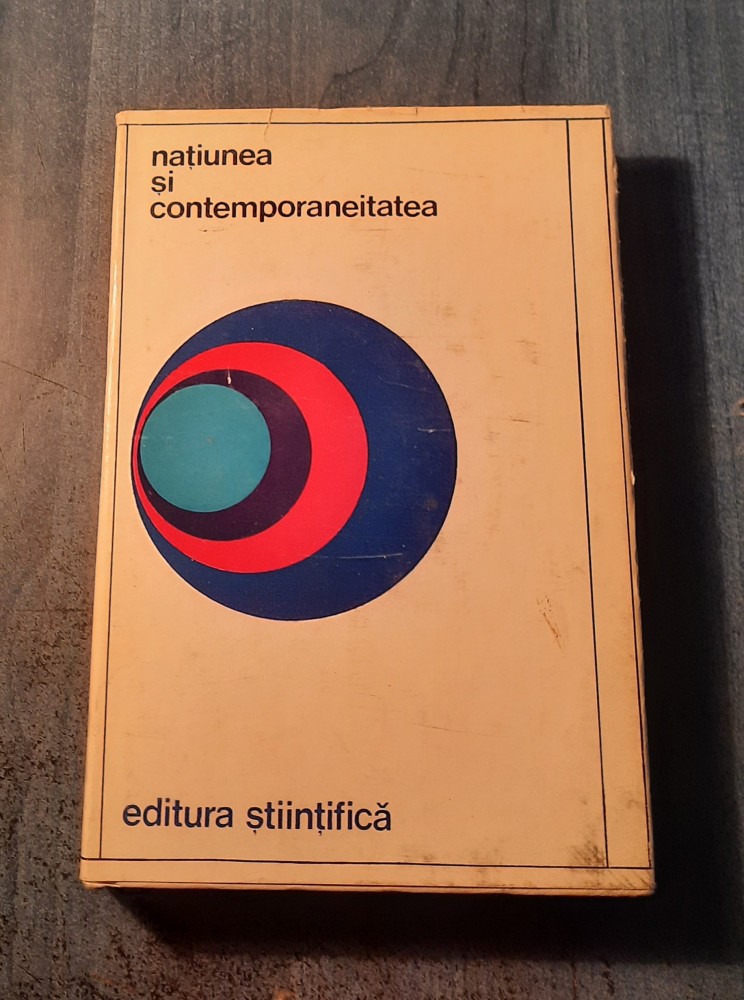 națiunea
și
contemporaneitatea
editura științifică